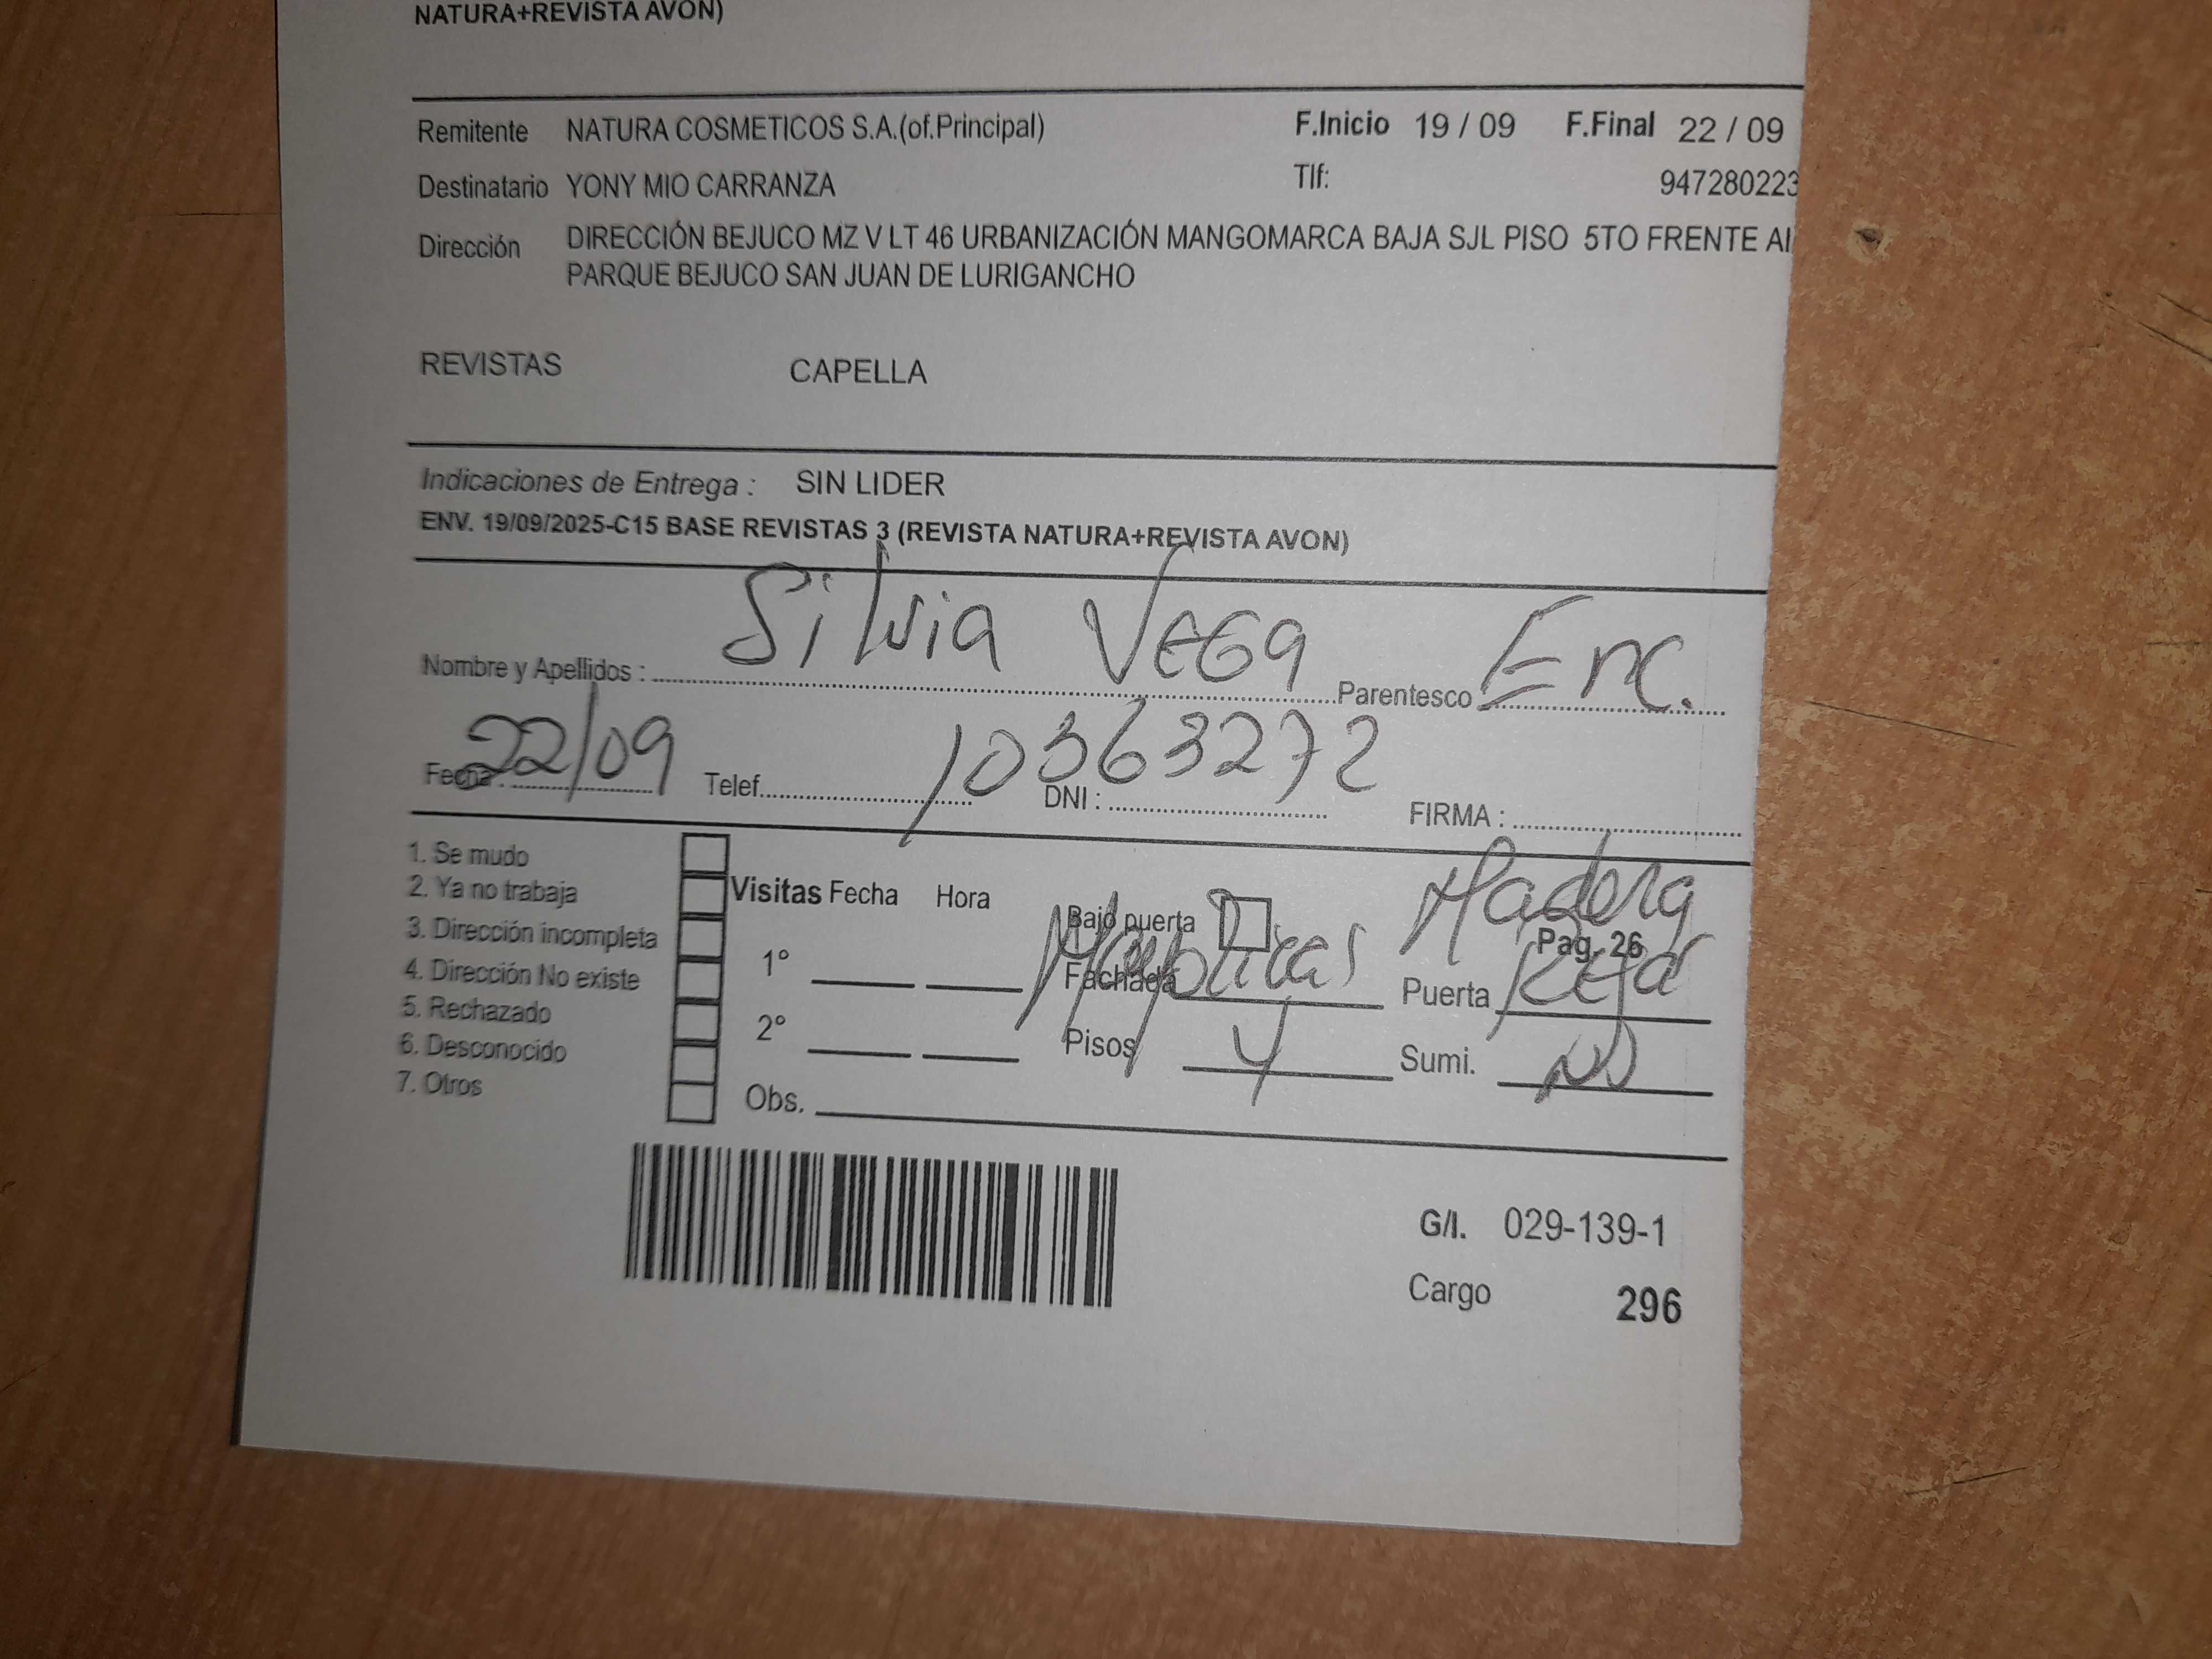 NATURA+REVISTA AVON)
Remitente NATURA COSMETICOS S.A.(of.Principal) F.Inicio 19 / 09 F.Final 22 / 09
Destinatario YONY MIO CARRANZA Tlf: 947280223
Dirección DIRECCIÓN BEJUCO MZ V LT 46 URBANIZACIÓN MANGOMARCA BAJA SJL PISO 5TO FRENTE Al
PARQUE BEJUCO SAN JUAN DE LURIGANCHO
REVISTAS CAPELLA
Indicaciones de Entrega : SIN LIDER
ENV. 19/09/2025-C15 BASE REVISTAS 3 (REVISTA NATURA+REVISTA AVON)
Nombre y Apellidos : Silvia VEGa Parentesco Enc.
Fecha : 22/09 Telef. DNI : 10363272 FIRMA :
1. Se mudo
2. Ya no trabaja
3. Dirección incompleta
4. Dirección No existe
5. Rechazado
6. Desconocido
7. Otros
Visitas Fecha Hora
1°
2°
Obs.
Bajo puerta
Fachada
Madera
Pag. 26
Puerta Reja
Pisos 4 Sumi. NO
G/I. 029-139-1
Cargo 296